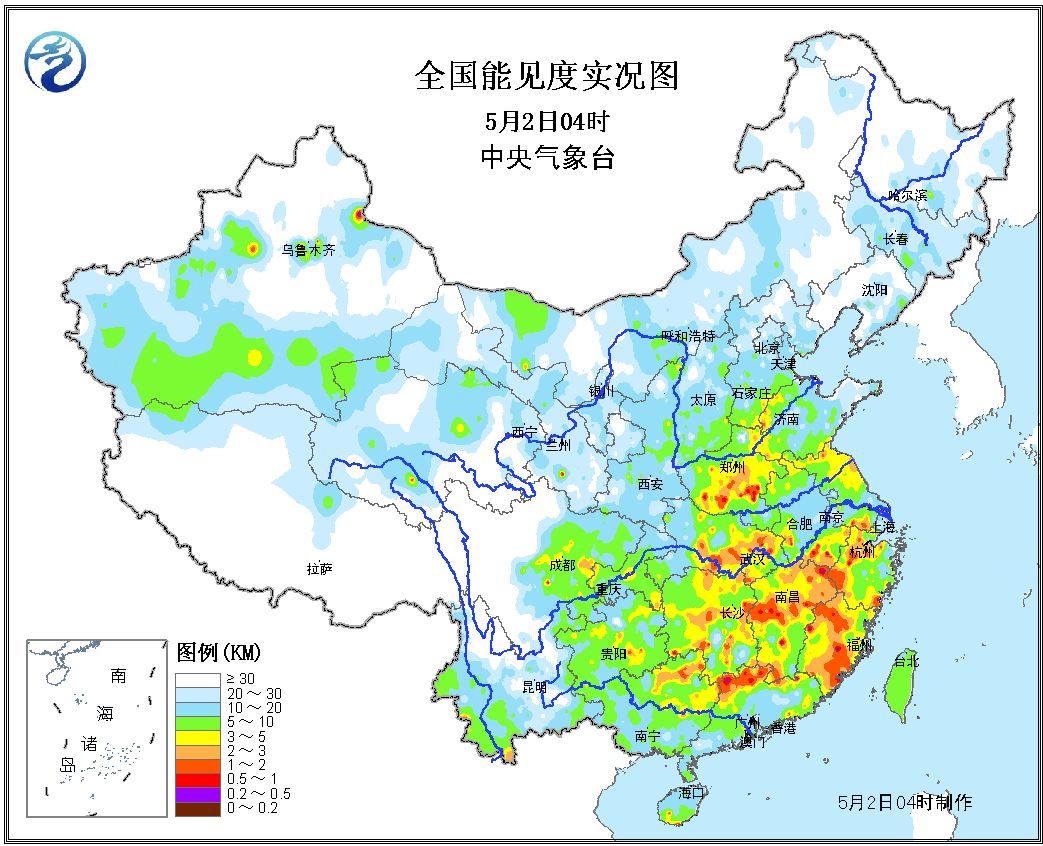 全国能见度实况图
5月2日04时
中央气象台
哈尔滨
长春
乌鲁木齐
沈阳
呼和浩特
北京
天津
银川
太原
石家庄
济南
西宁
兰州
郑州
西安
合肥
南京
上海
成都
武汉
杭州
拉萨
重庆
南昌
长沙
福州
贵阳
台北
昆明
广州
香港
南宁
澳门
海口
南
海
诸
岛
图例(KM)
≥30
20～30
10～20
5～10
3～5
2～3
1～2
0.5～1
0.2～0.5
0～0.2
5月2日04时制作